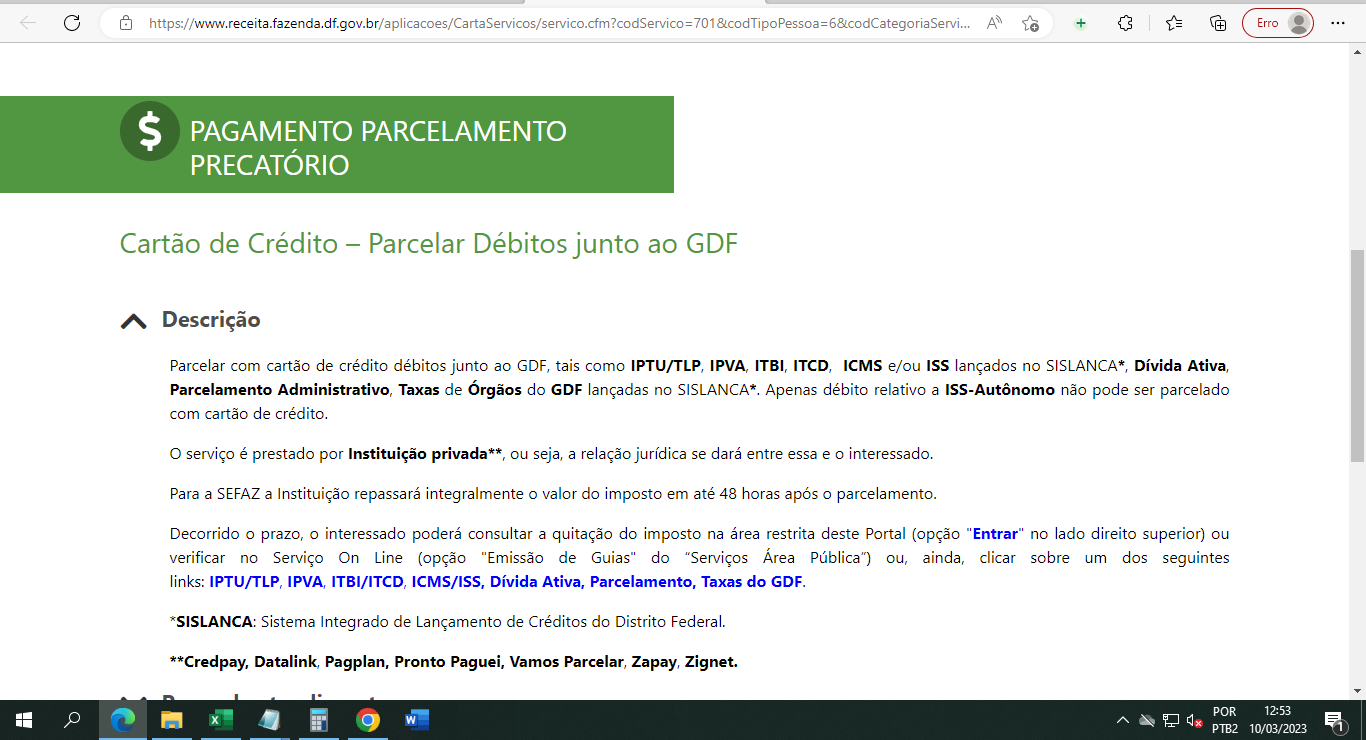 https://www.receita.fazenda.df.gov.br/aplicacoes/CartaServicos/servico.cfm?codServico=701&codTipoPessoa=6&codCategoriaServi...
Erro
$
PAGAMENTO PARCELAMENTO
PRECATÓRIO
Cartão de Crédito – Parcelar Débitos junto ao GDF
Descrição
Parcelar com cartão de crédito débitos junto ao GDF, tais como IPTU/TLP, IPVA, ITBI, ITCD, ICMS e/ou ISS lançados no SISLANCA*, Dívida Ativa,
Parcelamento Administrativo, Taxas de Órgãos do GDF lançadas no SISLANCA*. Apenas débito relativo a ISS-Autônomo não pode ser parcelado
com cartão de crédito.
O serviço é prestado por Instituição privada**, ou seja, a relação jurídica se dará entre essa e o interessado.
Para a SEFAZ a Instituição repassará integralmente o valor do imposto em até 48 horas após o parcelamento.
Decorrido o prazo, o interessado poderá consultar a quitação do imposto na área restrita deste Portal (opção "Entrar" no lado direito superior) ou
verificar no Serviço On Line (opção "Emissão de Guias" do “Serviços Área Pública”) ou, ainda, clicar sobre um dos seguintes
links: IPTU/TLP, IPVA, ITBI/ITCD, ICMS/ISS, Dívida Ativa, Parcelamento, Taxas do GDF.
*SISLANCA: Sistema Integrado de Lançamento de Créditos do Distrito Federal.
**Credpay, Datalink, Pagplan, Pronto Paguei, Vamos Parcelar, Zapay, Zignet.
POR
PTB2
12:53
10/03/2023
1